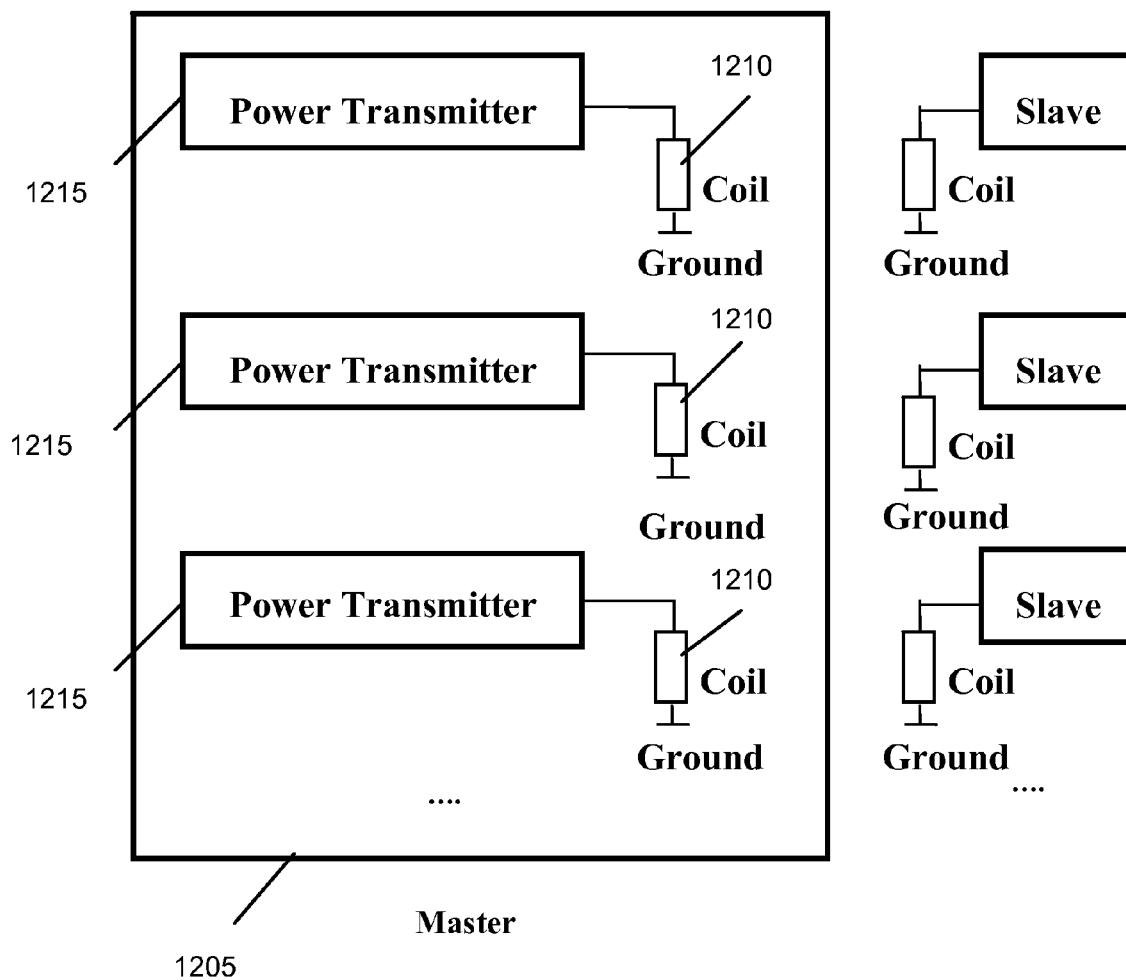 1210
Power Transmitter
Slave
1215
Coil
Coil
Ground
Ground
1210
Power Transmitter
Slave
1215
Coil
Coil
Ground
Ground
1210
Power Transmitter
Slave
1215
Coil
Coil
Ground
Ground
....
....
Master
1205